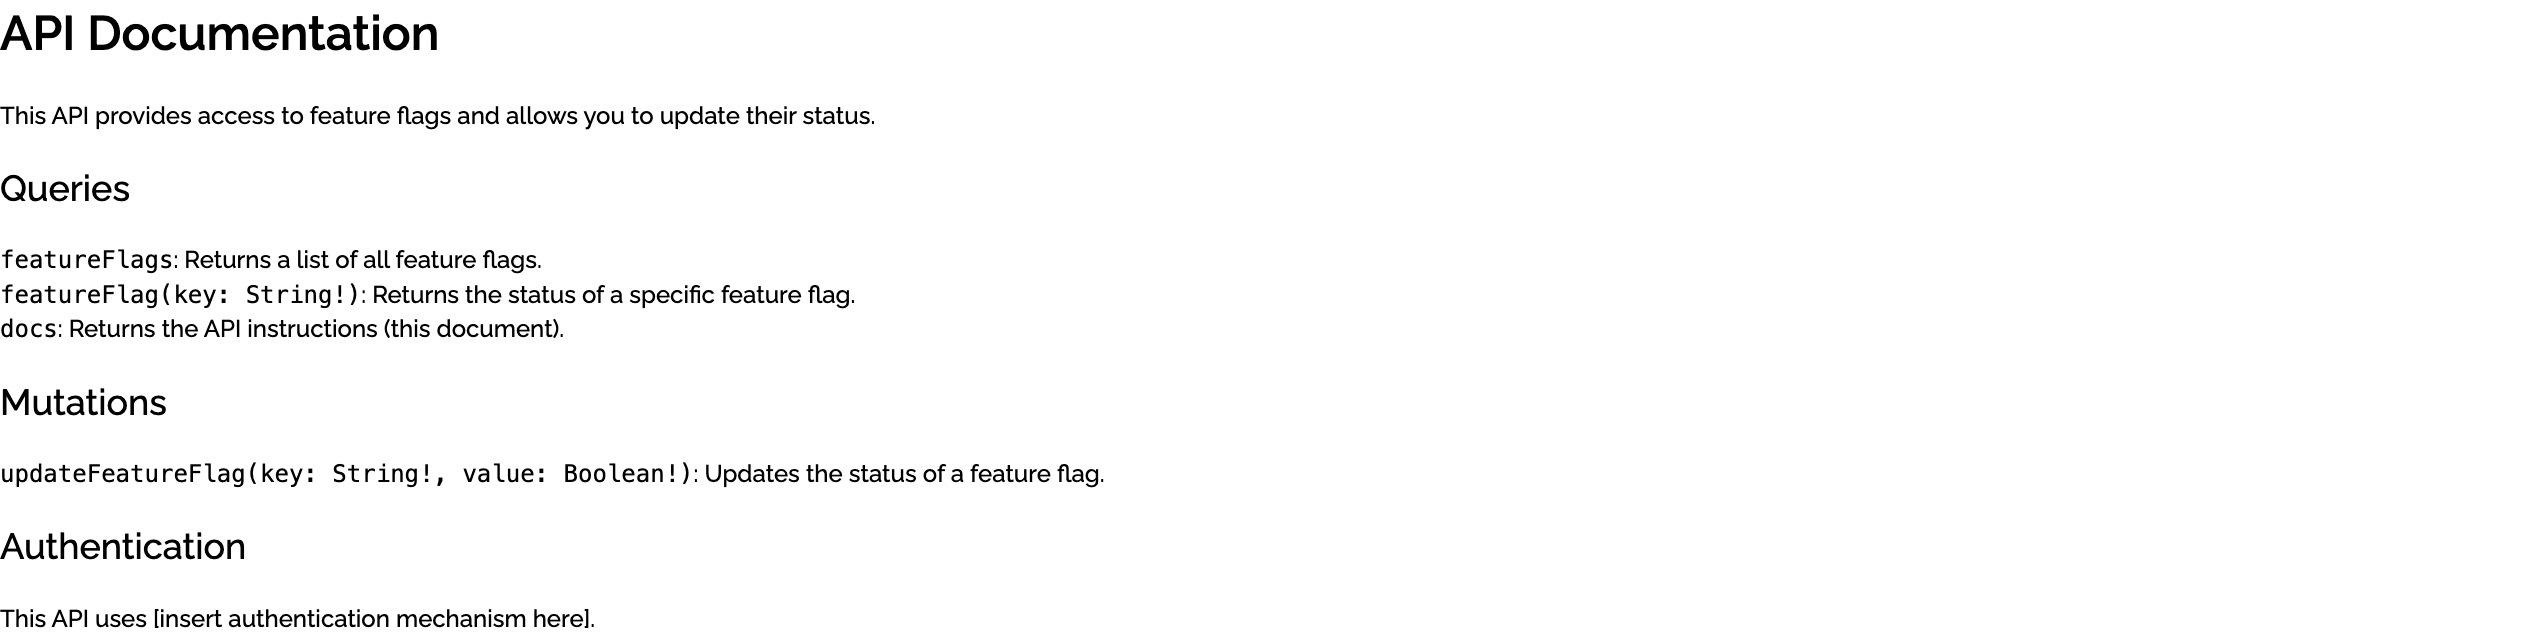 API Documentation
This API provides access to feature flags and allows you to update their status.
Queries
featureFlags: Returns a list of all feature flags.
featureFlag(key: String!): Returns the status of a specific feature flag.
docs: Returns the API instructions (this document).
Mutations
updateFeatureFlag(key: String!, value: Boolean!): Updates the status of a feature flag.
Authentication
This API uses [insert authentication mechanism here].